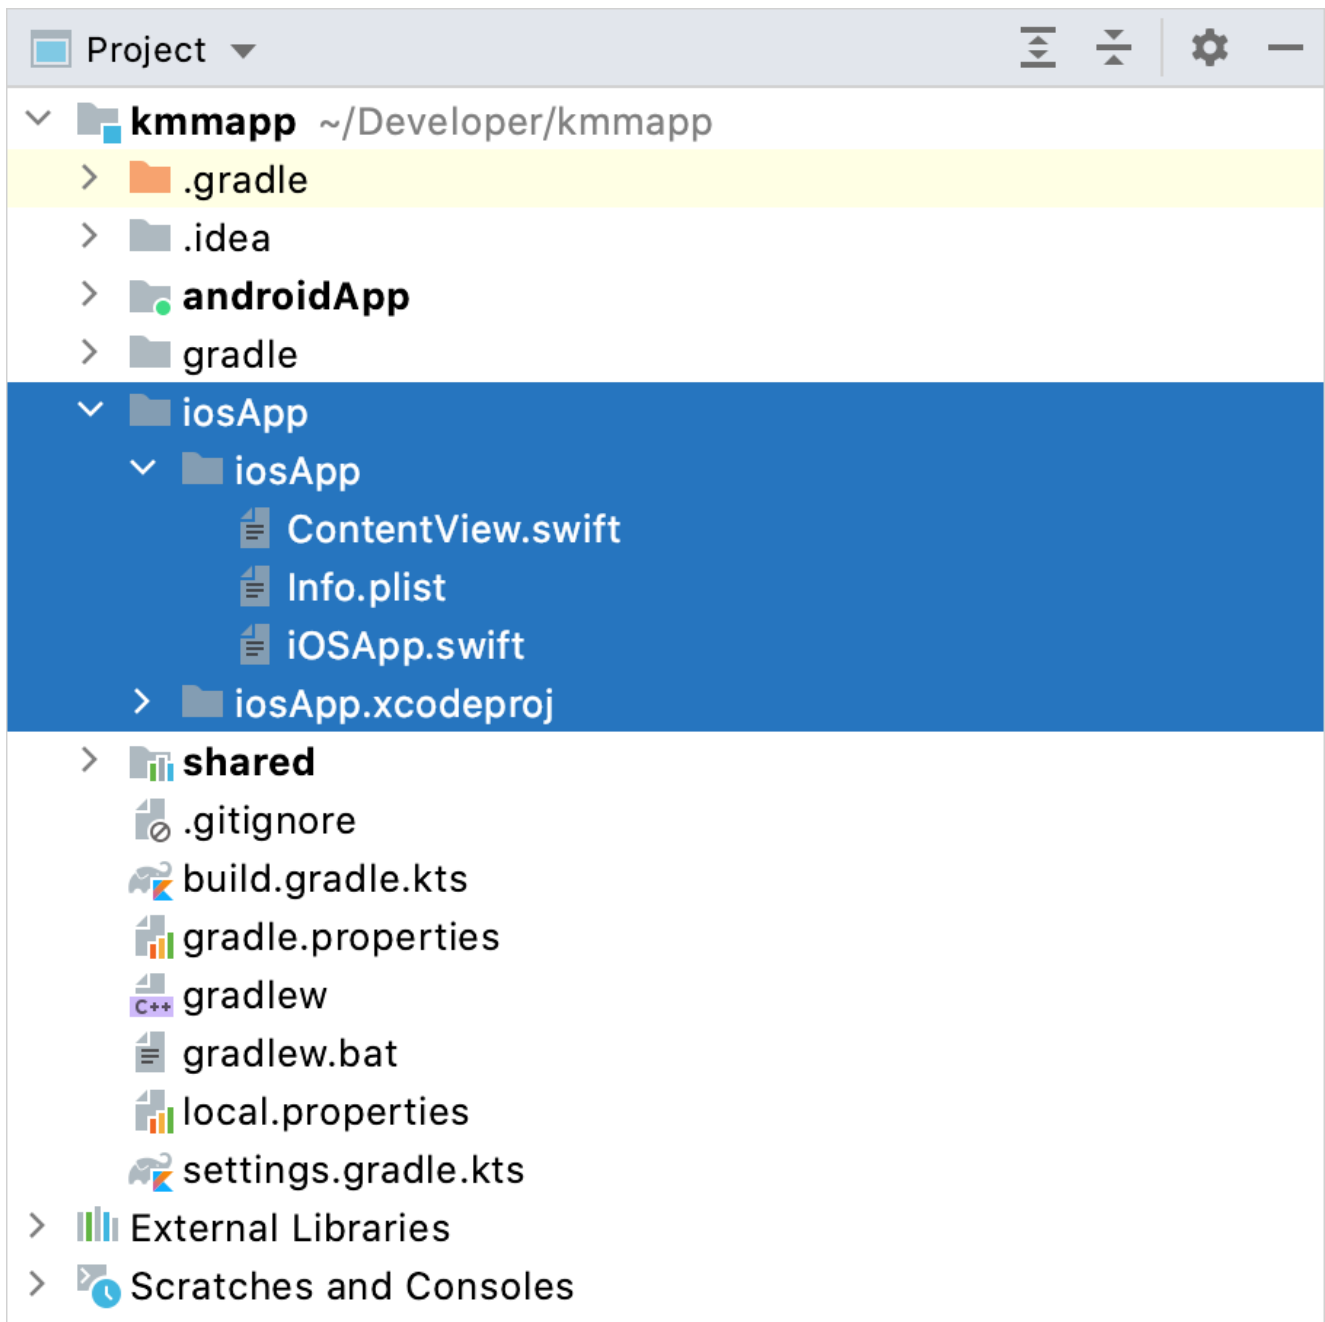 Project
kmmapp ~/Developer/kmmapp
.gradle
.idea
androidApp
gradle
iosApp
iosApp
ContentView.swift
Info.plist
iOSApp.swift
iosApp.xcodeproj
shared
.gitignore
build.gradle.kts
gradle.properties
C++ gradlew
gradlew.bat
local.properties
settings.gradle.kts
External Libraries
Scratches and Consoles